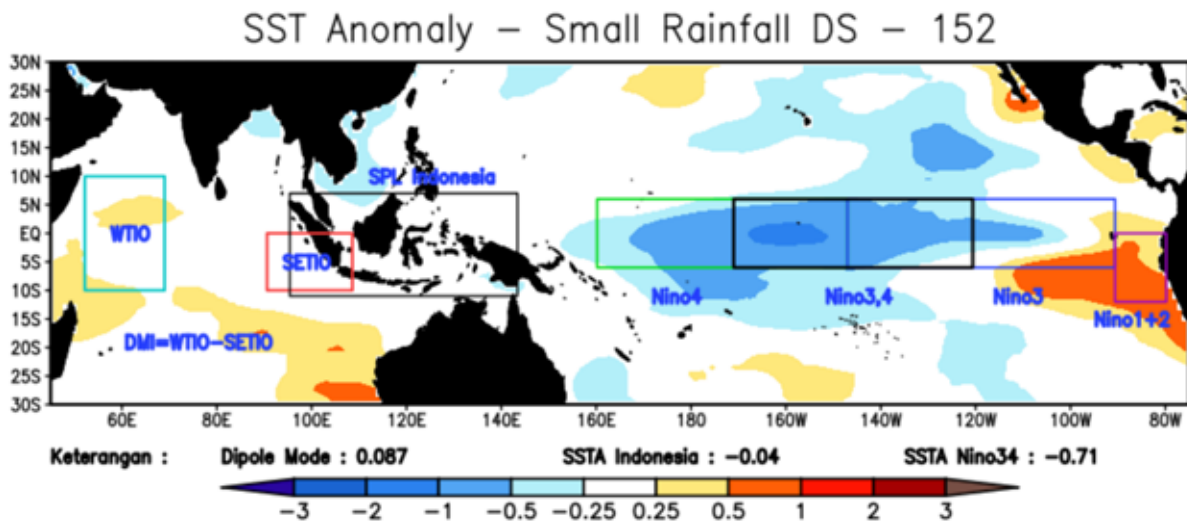 SST Anomaly - Small Rainfall DS - 152
30N
25N
20N
15N
10N
5N
EQ
5S
10S
15S
20S
25S
30S
SPL Indonesia
WTIO
SETIO
Nino4
Nino3,4
Nino3
Nino1+2
DMI=WTIO-SETIO
60E 80E 100E 120E 140E 160E 180 160W 140W 120W 100W 80W
Keterangan : Dipole Mode : 0.087 SSTA Indonesia : -0.04 SSTA Nino34 : -0.71
-3 -2 -1 -0.5 -0.25 0.25 0.5 1 2 3